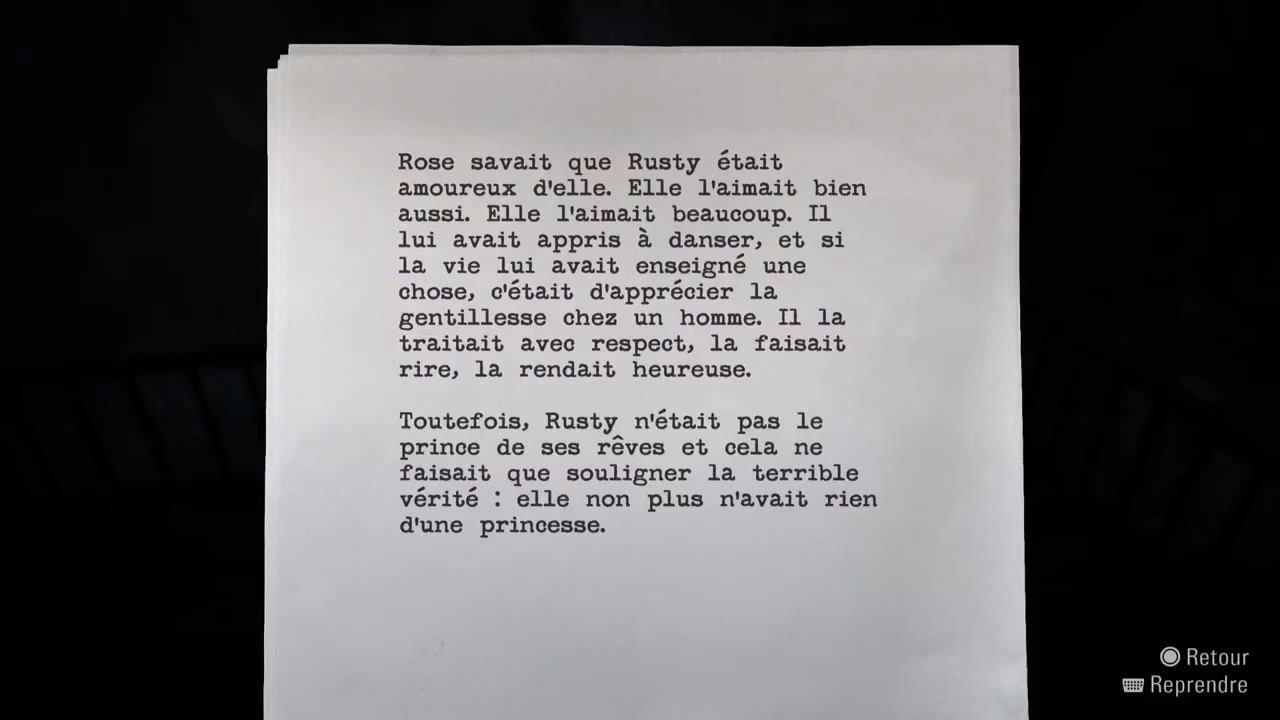 Rose savait que Rusty était
amoureux d'elle. Elle l'aimait bien
aussi. Elle l'aimait beaucoup. Il
lui avait appris à danser, et si
la vie lui avait enseigné une
chose, c'était d'apprécier la
gentillesse chez un homme. Il la
traitait avec respect, la faisait
rire, la rendait heureuse.
Toutefois, Rusty n'était pas le
prince de ses rêves et cela ne
faisait que souligner la terrible
vérité : elle non plus n'avait rien
d'une princesse.
Retour
Reprendre